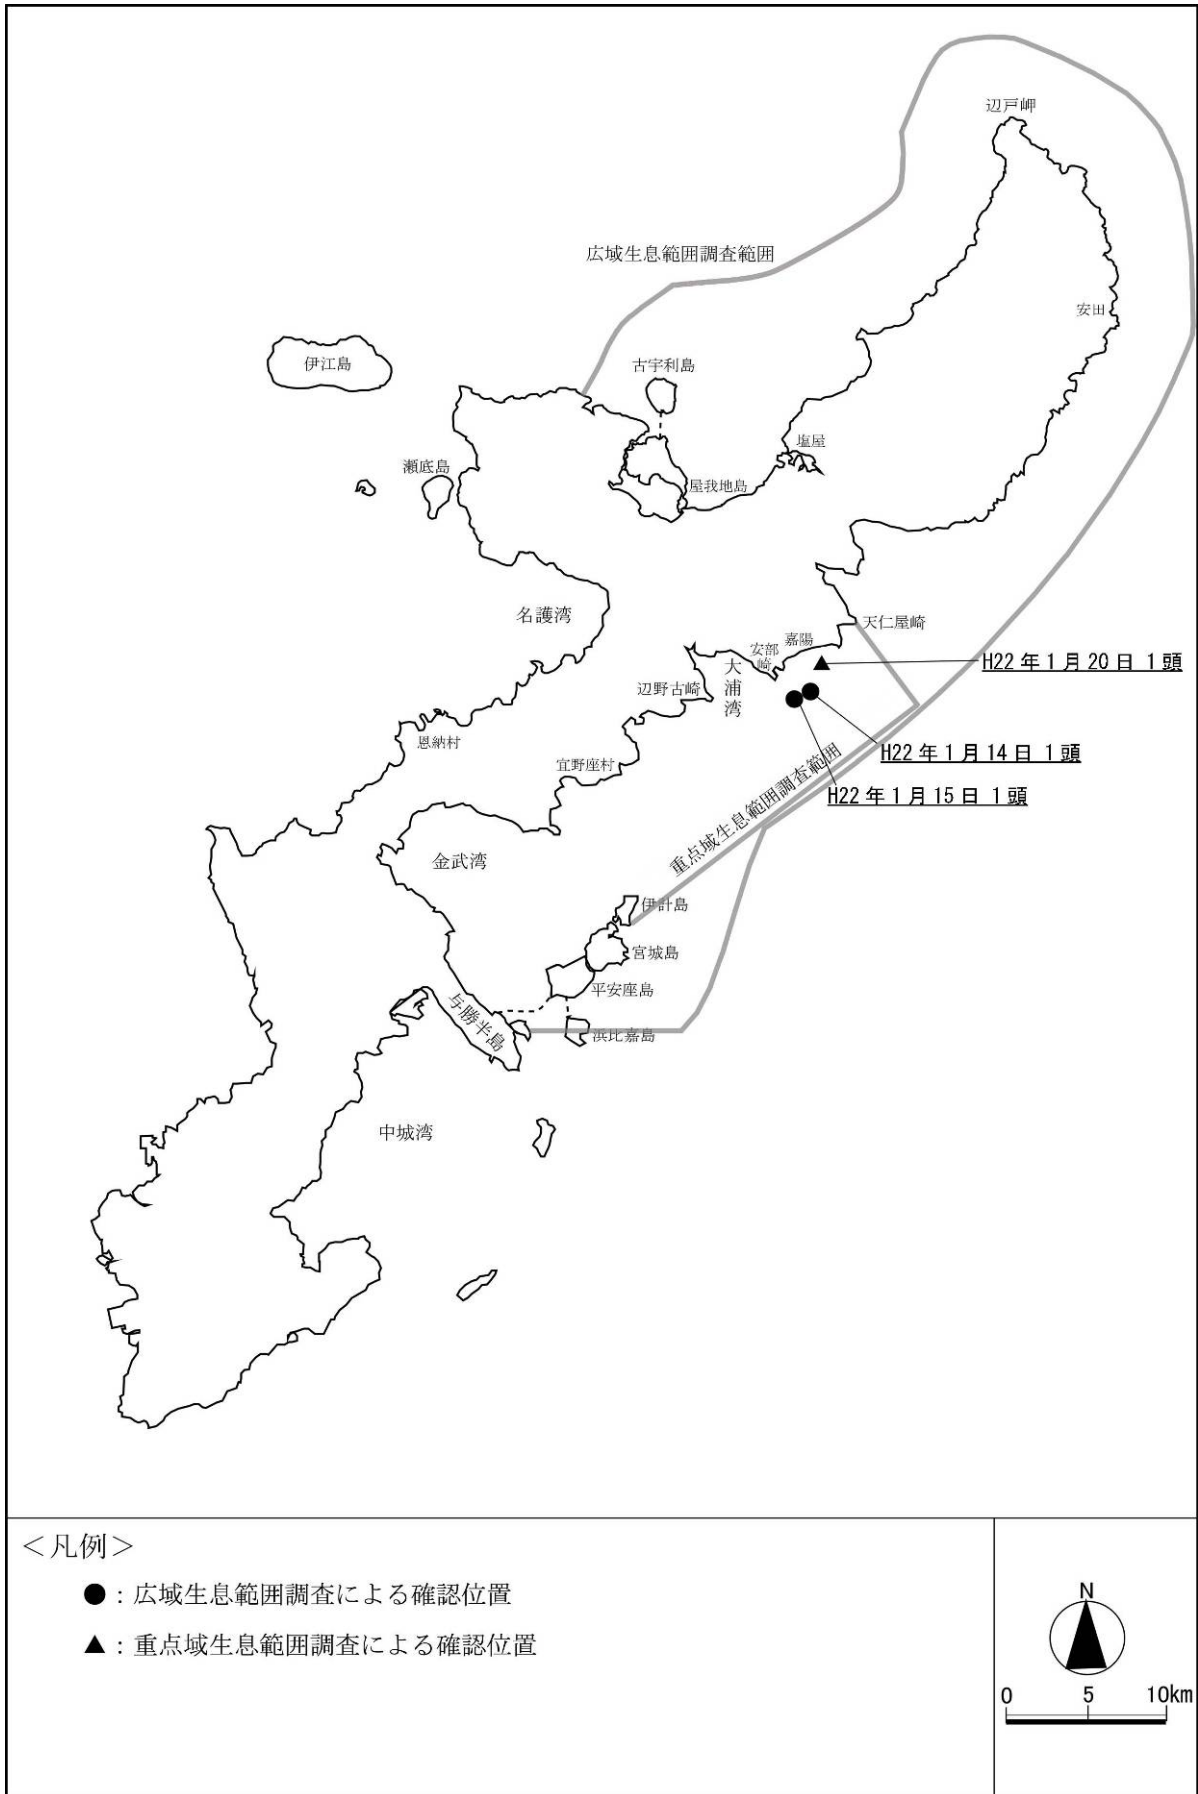 辺戸岬
広域生息範囲調査範囲
安田
伊江島
古宇利島
塩屋
瀬底島
屋我地島
名護湾
天仁屋崎
嘉陽
安部崎
大浦湾
H22年1月20日 1頭
辺野古崎
恩納村
H22年1月14日 1頭
宜野座村
H22年1月15日 1頭
重点域生息範囲調査範囲
金武湾
伊計島
宮城島
平安座島
与勝半島
浜比嘉島
中城湾
＜凡例＞
●：広域生息範囲調査による確認位置
▲：重点域生息範囲調査による確認位置
N
0 5 10km